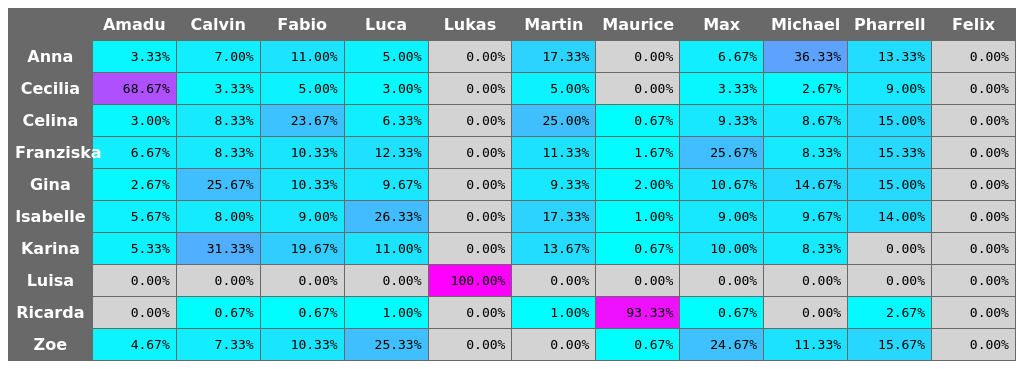 Amadu Calvin Fabio Luca Lukas Martin Maurice Max Michael Pharrell Felix
Anna 3.33% 7.00% 11.00% 5.00% 0.00% 17.33% 0.00% 6.67% 36.33% 13.33% 0.00%
Cecilia 68.67% 3.33% 5.00% 3.00% 0.00% 5.00% 0.00% 3.33% 2.67% 9.00% 0.00%
Celina 3.00% 8.33% 23.67% 6.33% 0.00% 25.00% 0.67% 9.33% 8.67% 15.00% 0.00%
Franziska 6.67% 8.33% 10.33% 12.33% 0.00% 11.33% 1.67% 25.67% 8.33% 15.33% 0.00%
Gina 2.67% 25.67% 10.33% 9.67% 0.00% 9.33% 2.00% 10.67% 14.67% 15.00% 0.00%
Isabelle 5.67% 8.00% 9.00% 26.33% 0.00% 17.33% 1.00% 9.00% 9.67% 14.00% 0.00%
Karina 5.33% 31.33% 19.67% 11.00% 0.00% 13.67% 0.67% 10.00% 8.33% 0.00% 0.00%
Luisa 0.00% 0.00% 0.00% 0.00% 100.00% 0.00% 0.00% 0.00% 0.00% 0.00% 0.00%
Ricarda 0.00% 0.67% 0.67% 1.00% 0.00% 1.00% 93.33% 0.67% 0.00% 2.67% 0.00%
Zoe 4.67% 7.33% 10.33% 25.33% 0.00% 0.00% 0.67% 24.67% 11.33% 15.67% 0.00%